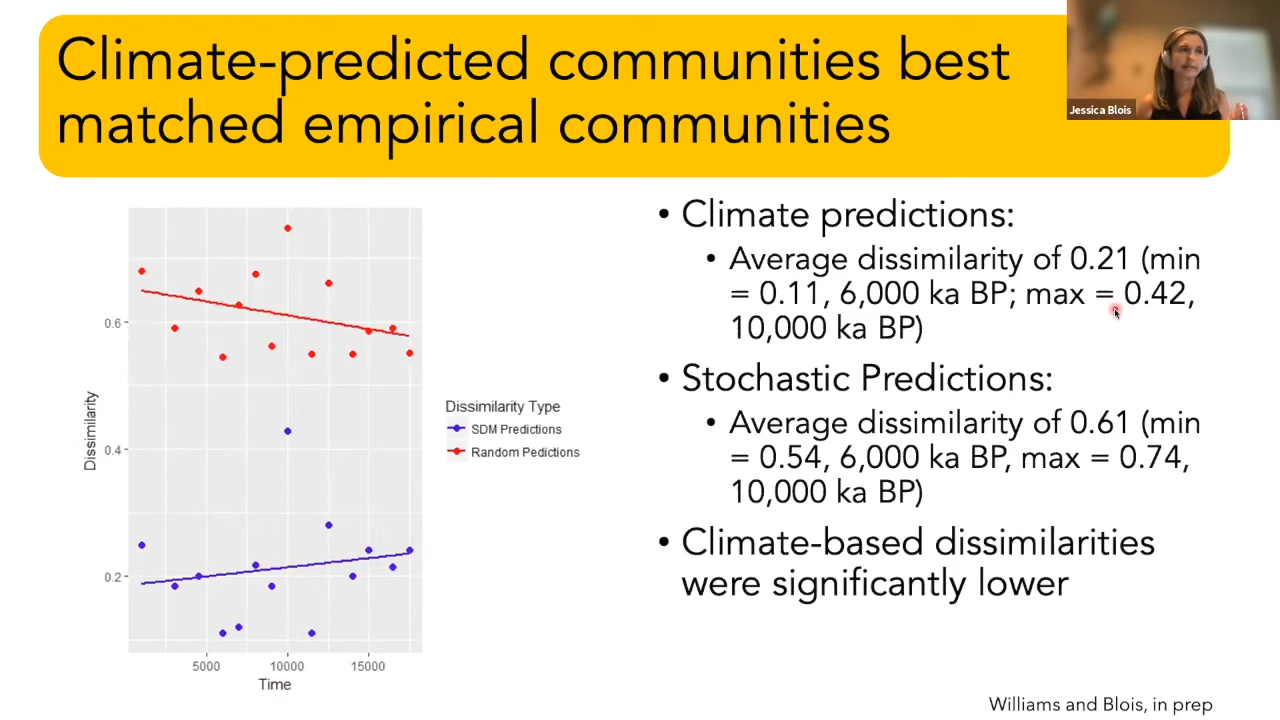 Climate-predicted communities best
matched empirical communities
Jessica Blois
• Climate predictions:
• Average dissimilarity of 0.21 (min
= 0.11, 6,000 ka BP; max = 0.42,
10,000 ka BP)
• Stochastic Predictions:
• Average dissimilarity of 0.61 (min
= 0.54, 6,000 ka BP, max = 0.74,
10,000 ka BP)
• Climate-based dissimilarities
were significantly lower
Dissimilarity
0.6
0.4
0.2
5000 10000 15000
Time
Dissimilarity Type
SDM Predictions
Random Pedictions
Williams and Blois, in prep